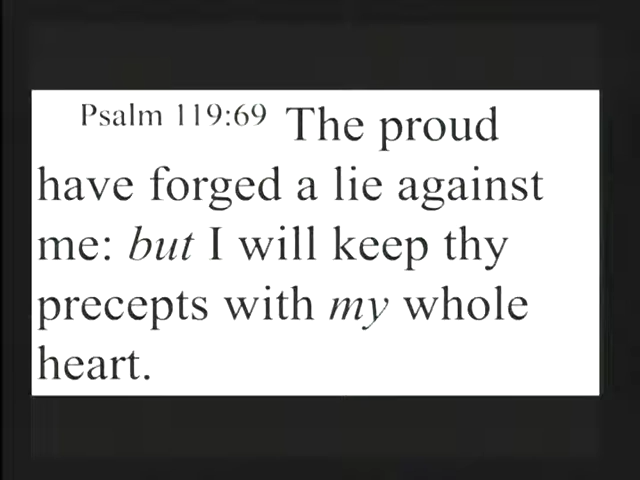 Psalm 119:69 The proud
have forged a lie against
me: but I will keep thy
precepts with my whole
heart.